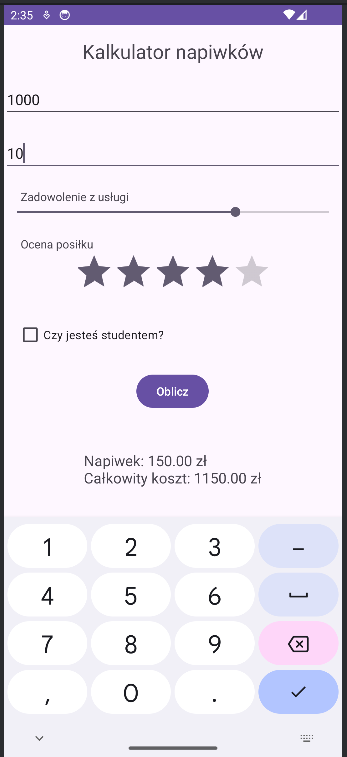 2:35
Kalkulator napiwków
1000
10
Zadowolenie z usługi
Ocena posiłku
Czy jesteś studentem?
Oblicz
Napiwek: 150.00 zł
Całkowity koszt: 1150.00 zł
1 2 3 –
4 5 6
7 8 9
, 0 .